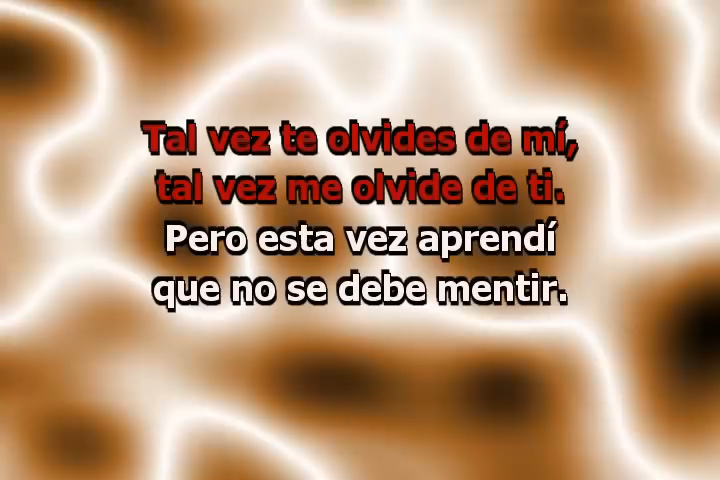 Tal vez te olvides de mí,
tal vez me olvide de ti.
Pero esta vez aprendí
que no se debe mentir.